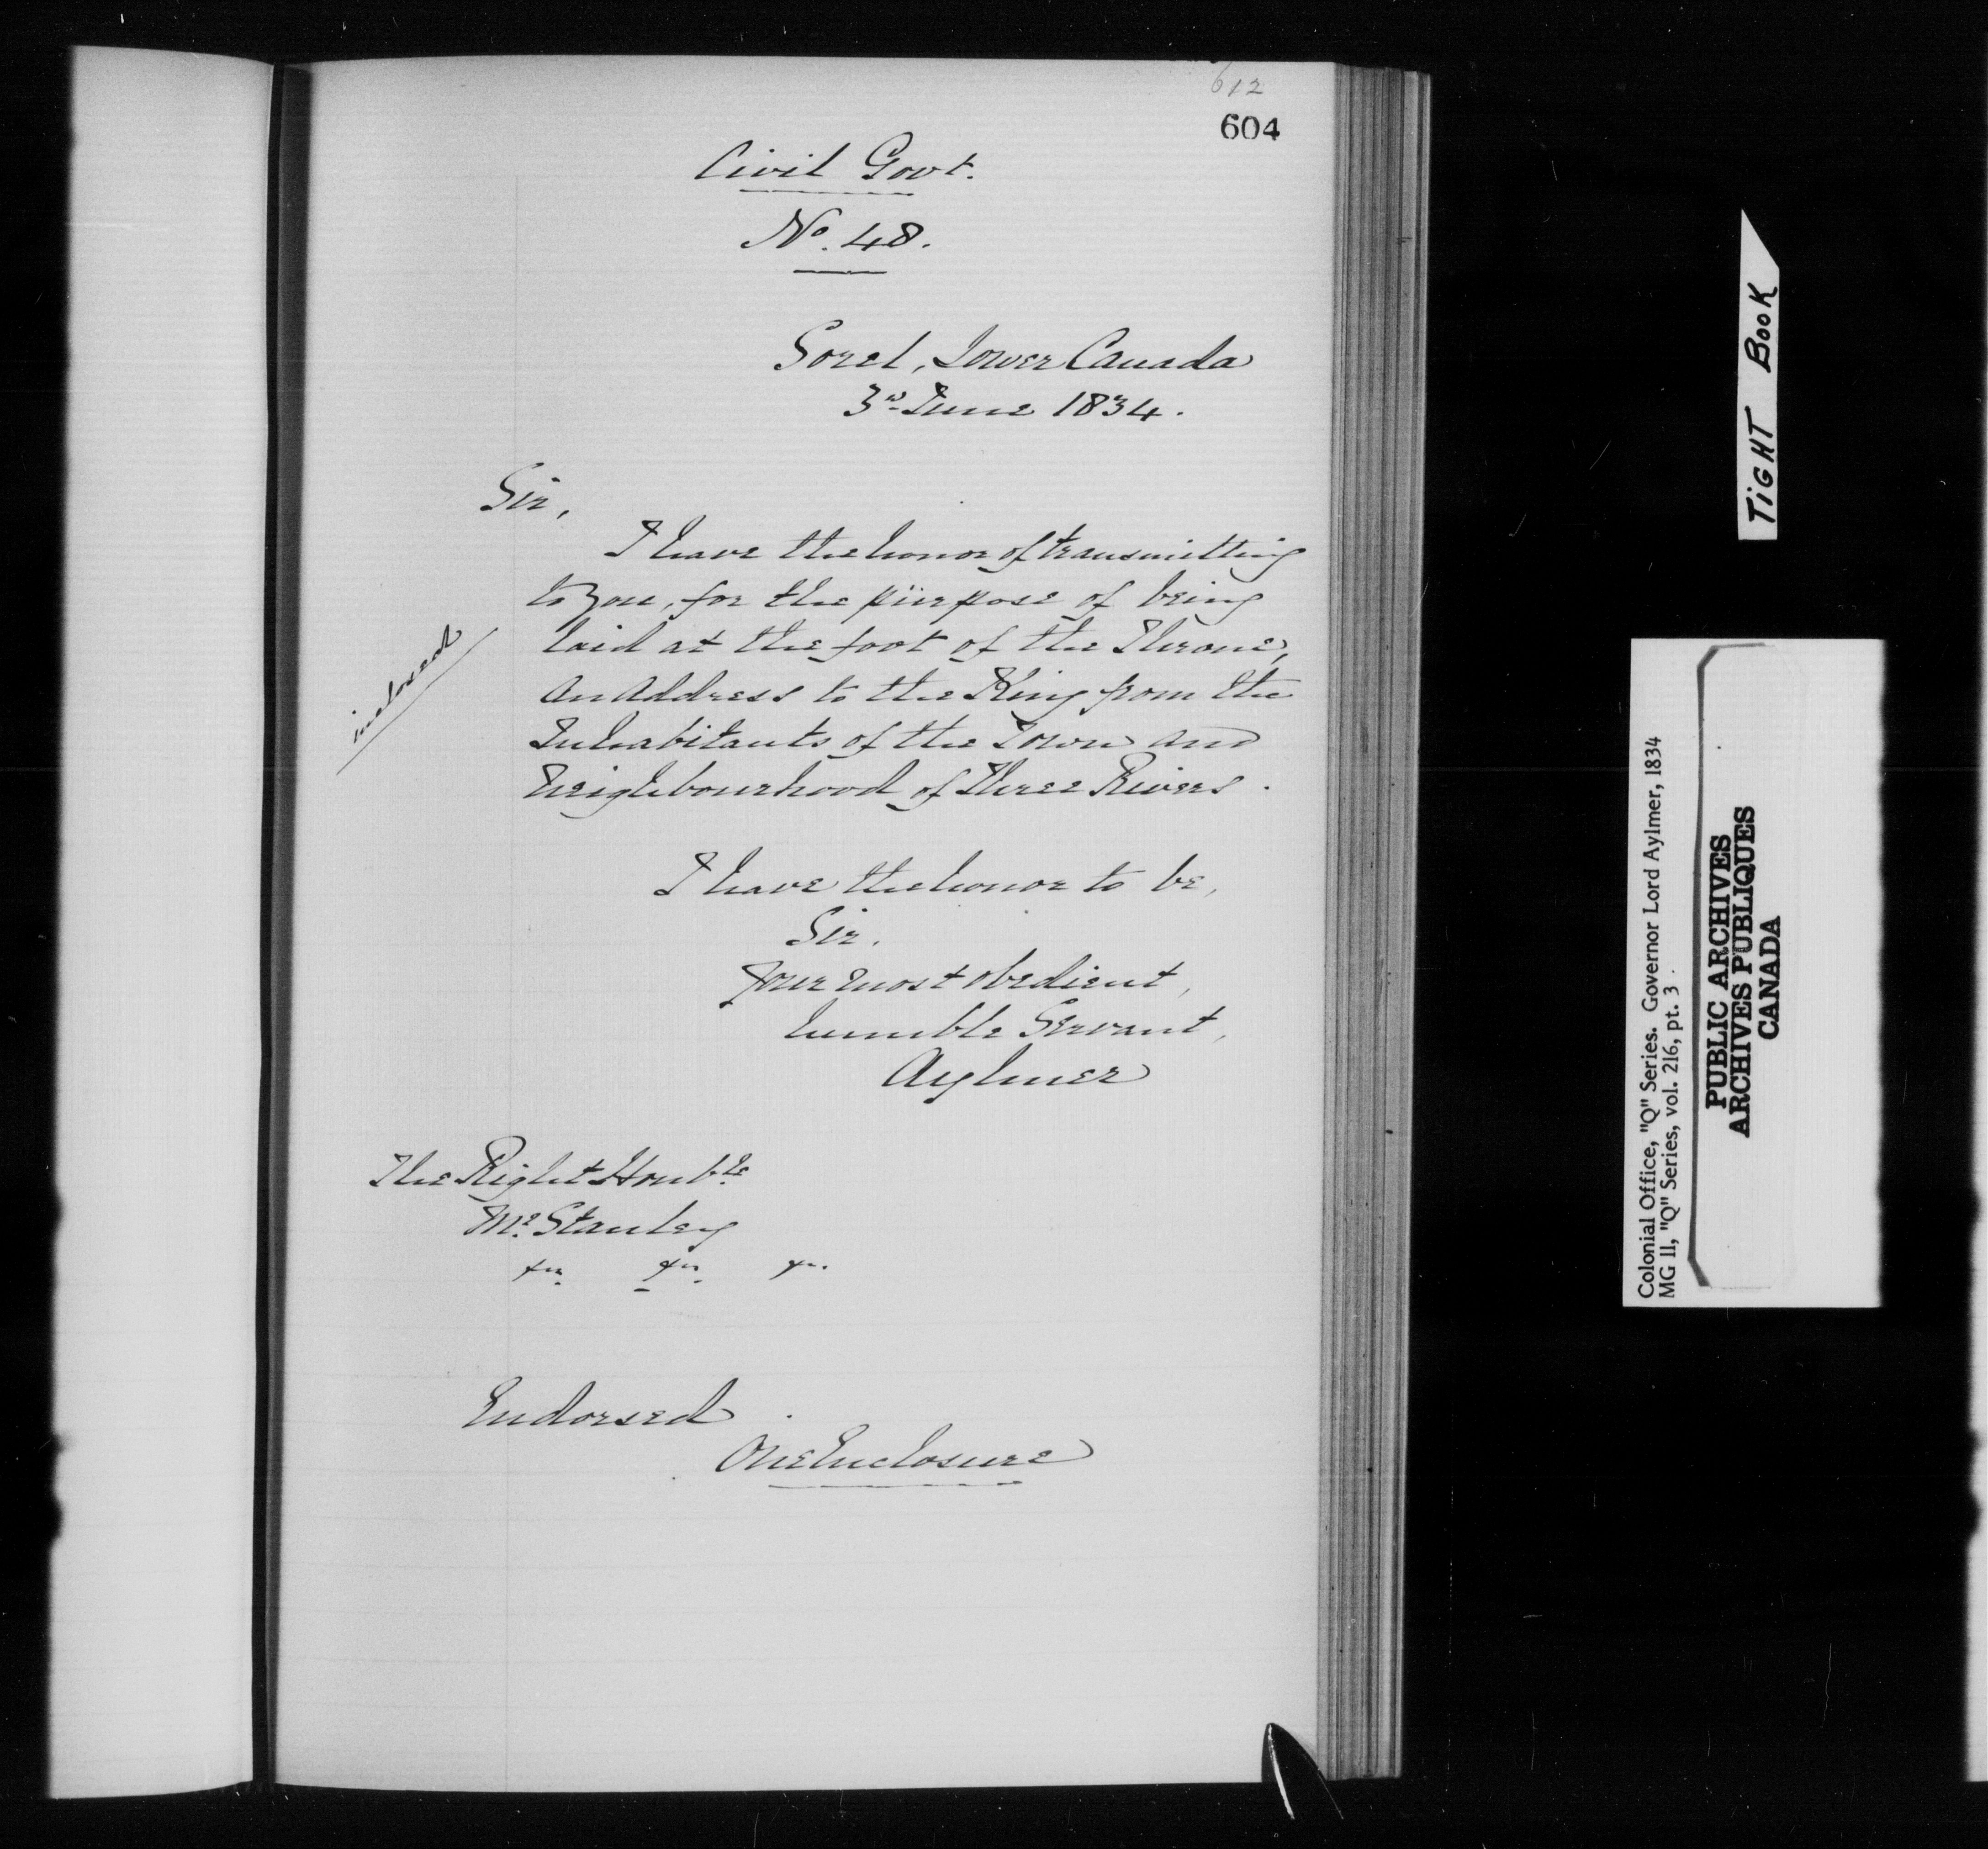 612
604
Civil Govt.
No. 48.
Sorel, Lower Canada
3rd June 1834.
Sir,
I have the honor of transmitting
to you, for the purpose of being
laid at the foot of the Throne,
an Address to the King from the
Inhabitants of the Town and
Neighbourhood of Three Rivers.
inclosed
I have the honor to be,
Sir,
Your most obedient,
humble Servant,
Aylmer
The Right Honble
Mr. Stanley
&c. &c. &c.
Endorsed
One Enclosure
TIGHT BOOK
Colonial Office, "Q" Series. Governor Lord Aylmer, 1834
MG 11, "Q" Series, vol. 216, pt. 3.
PUBLIC ARCHIVES
ARCHIVES PUBLIQUES
CANADA